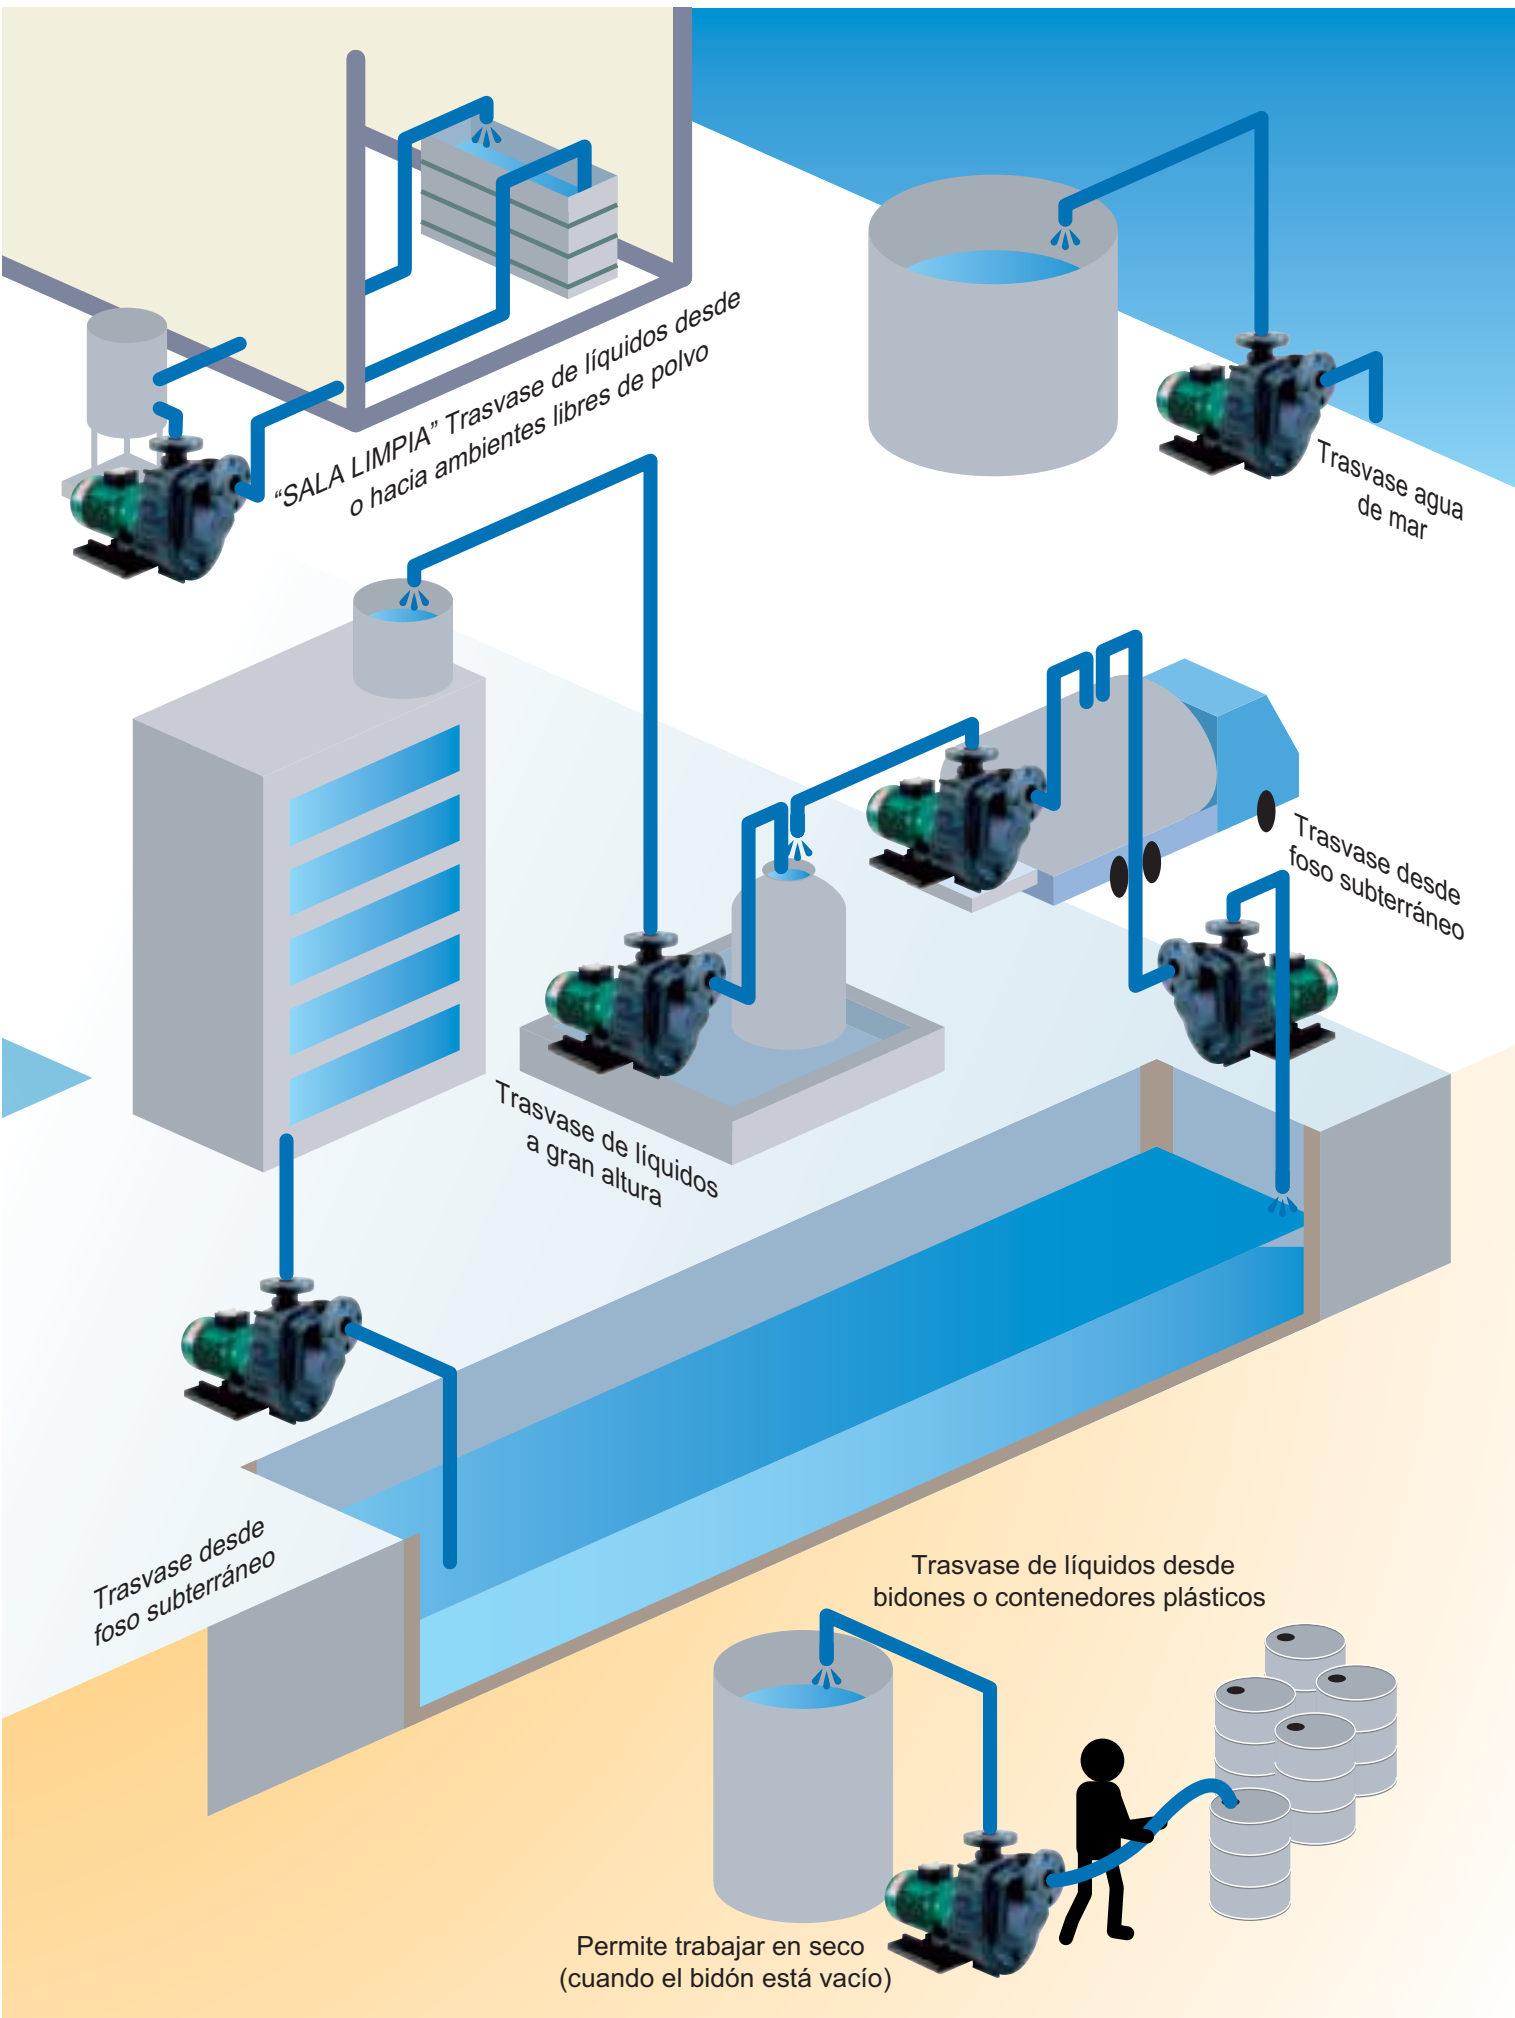 “SALA LIMPIA” Trasvase de líquidos desde
o hacia ambientes libres de polvo
Trasvase agua
de mar
Trasvase desde
foso subterráneo
Trasvase de líquidos
a gran altura
Trasvase desde
foso subterráneo
Trasvase de líquidos desde
bidones o contenedores plásticos
Permite trabajar en seco
(cuando el bidón está vacío)